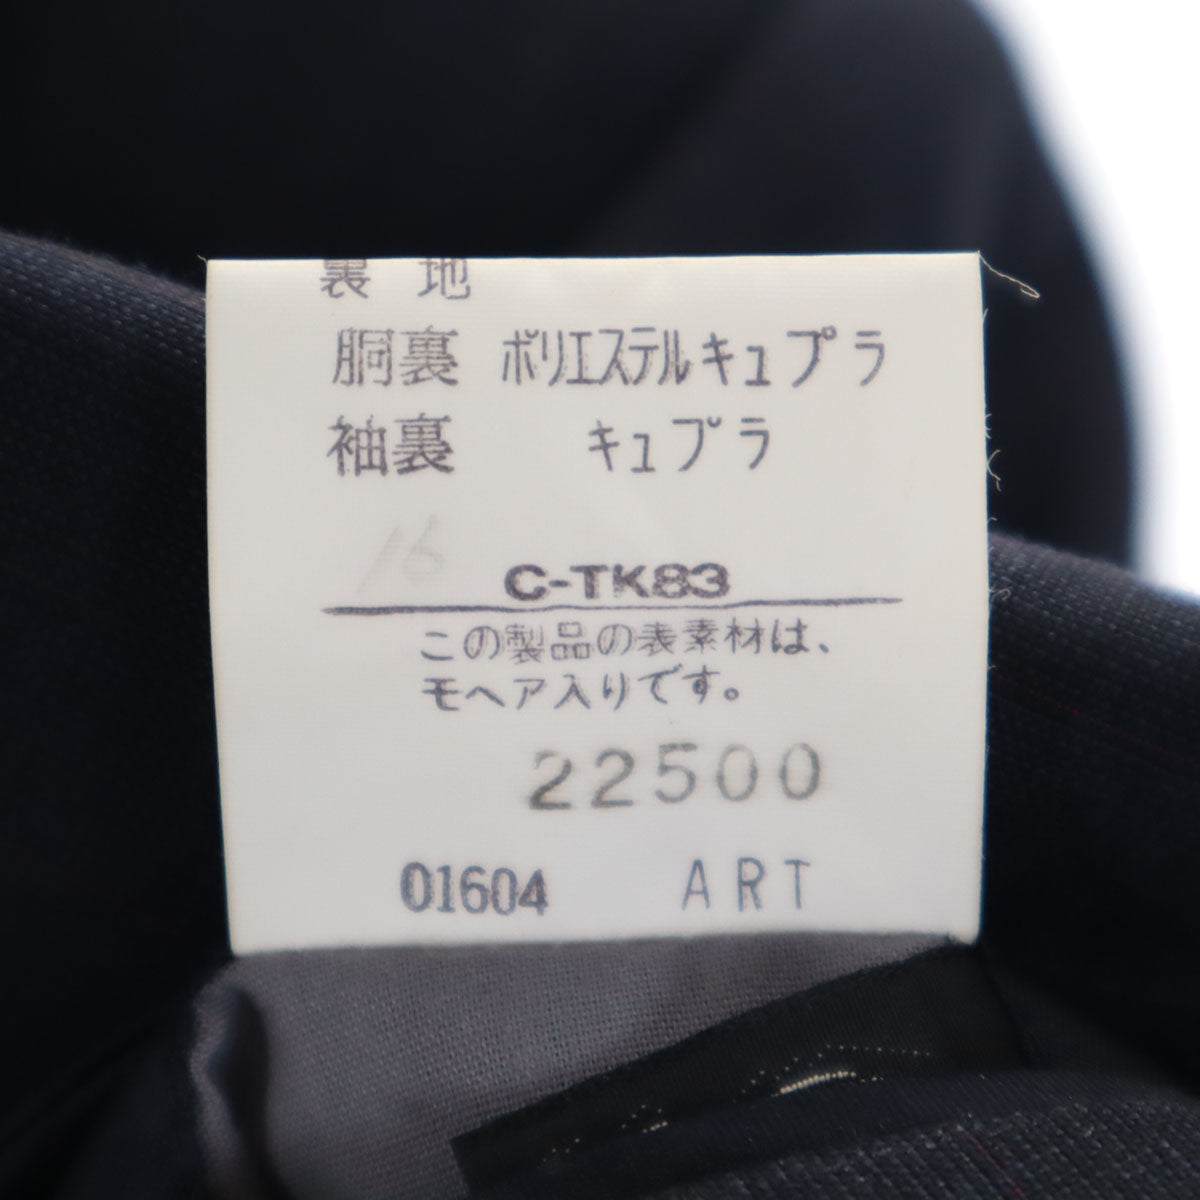 裏 地
胴裏 ポリエステルキュプラ
袖裏 キュプラ
16
C-TK83
この製品の表素材は、
モヘア入りです。
22500
01604 ART